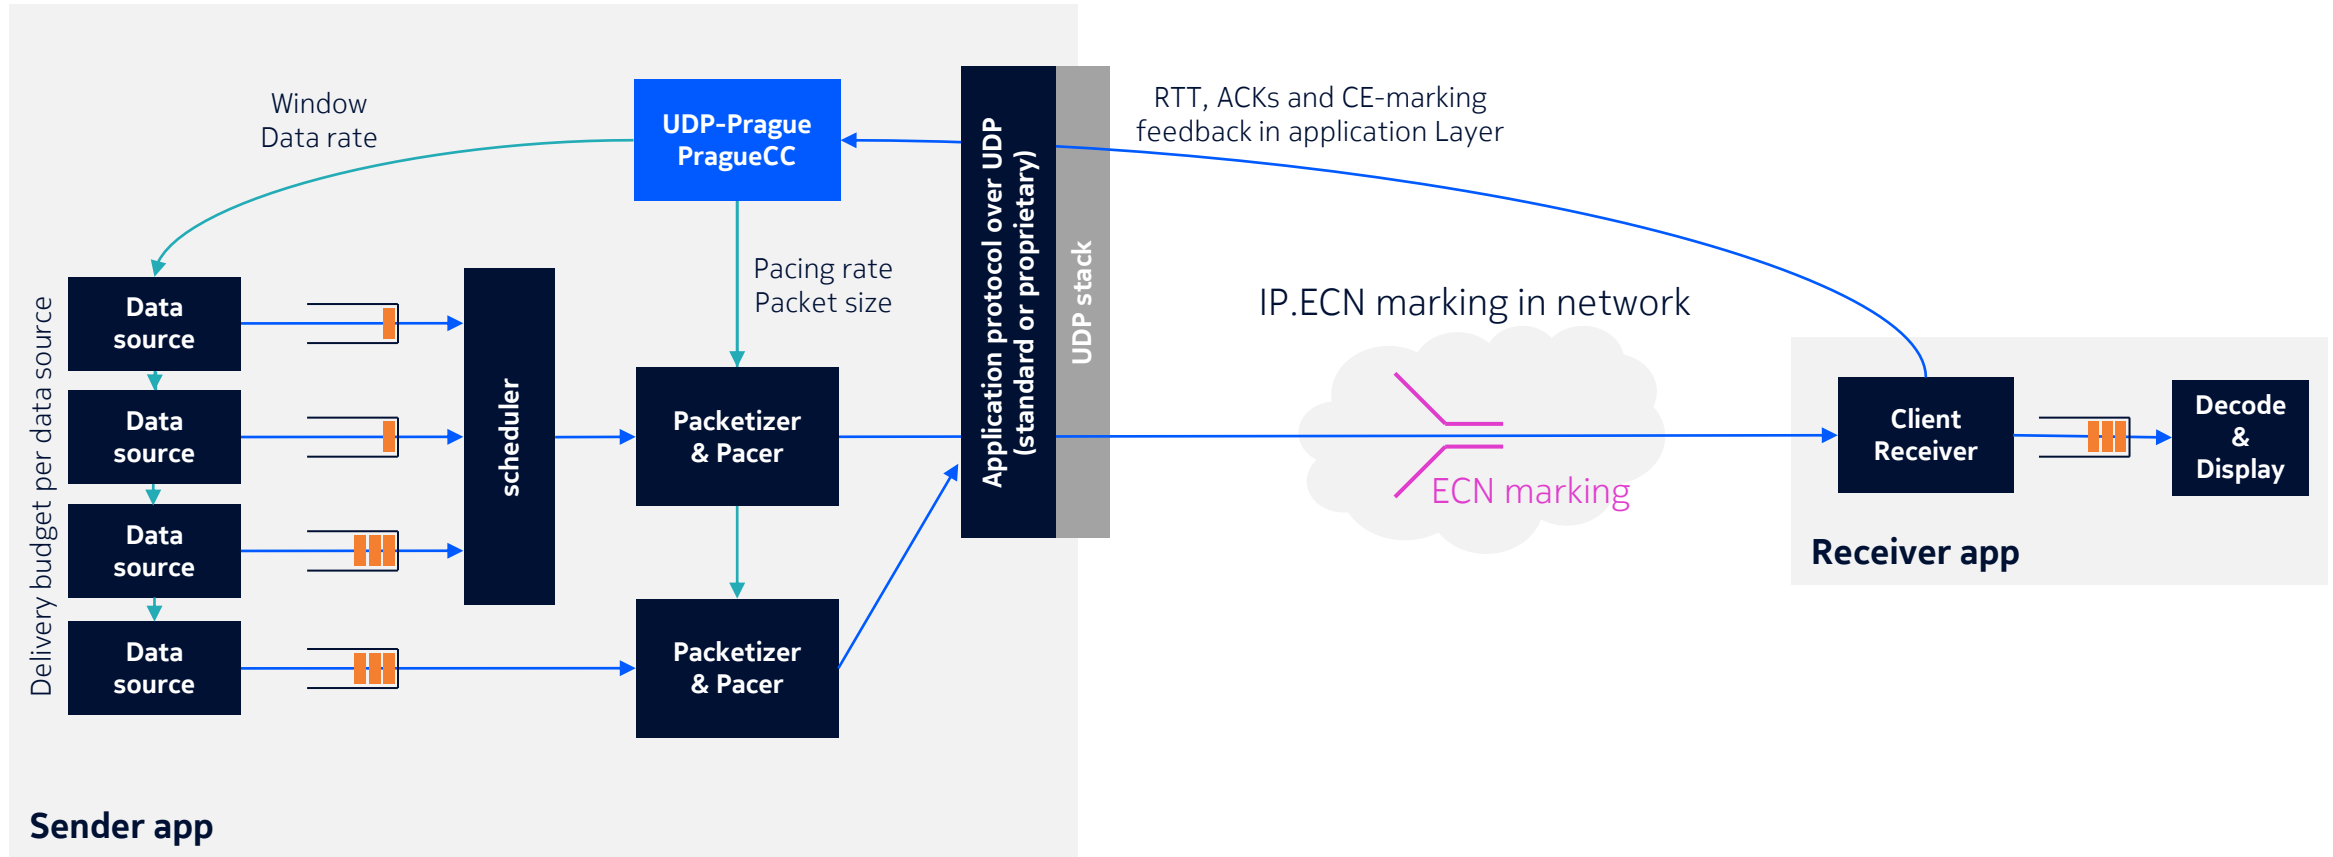 Window
Data rate
UDP-Prague
PragueCC
RTT, ACKs and CE-marking
feedback in application Layer
Application protocol over UDP
(standard or proprietary)
UDP stack
Pacing rate
Packet size
Delivery budget per data source
Data
source
Data
source
Data
source
Data
source
scheduler
Packetizer
& Pacer
Packetizer
& Pacer
IP.ECN marking in network
ECN marking
Client
Receiver
Decode
&
Display
Receiver app
Sender app